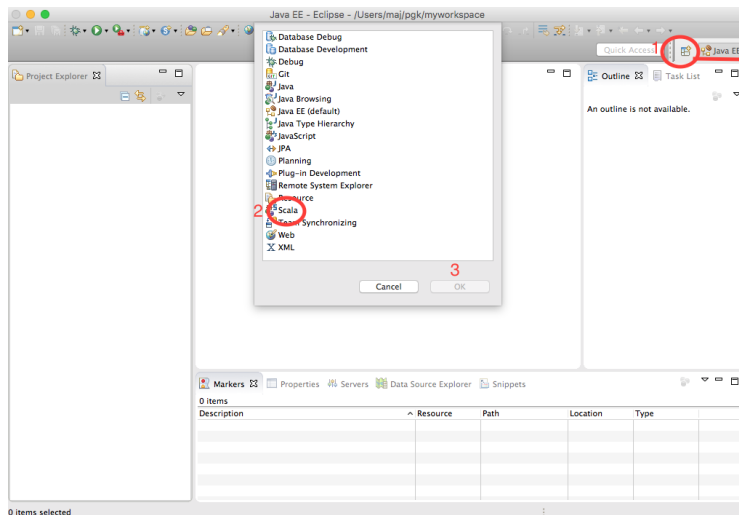 Java EE - Eclipse - /Users/maj/pgk/myworkspace
Quick Access
1
Java EE
Project Explorer
Outline
Task List
An outline is not available.
Database Debug
Database Development
Debug
Git
Java
Java Browsing
Java EE (default)
Java Type Hierarchy
JavaScript
JPA
Planning
Plug-in Development
Remote System Explorer
Resource
2
Scala
Team Synchronizing
Web
XML
3
Cancel
OK
Markers
Properties
Servers
Data Source Explorer
Snippets
0 items
Description
Resource
Path
Location
Type
0 items selected